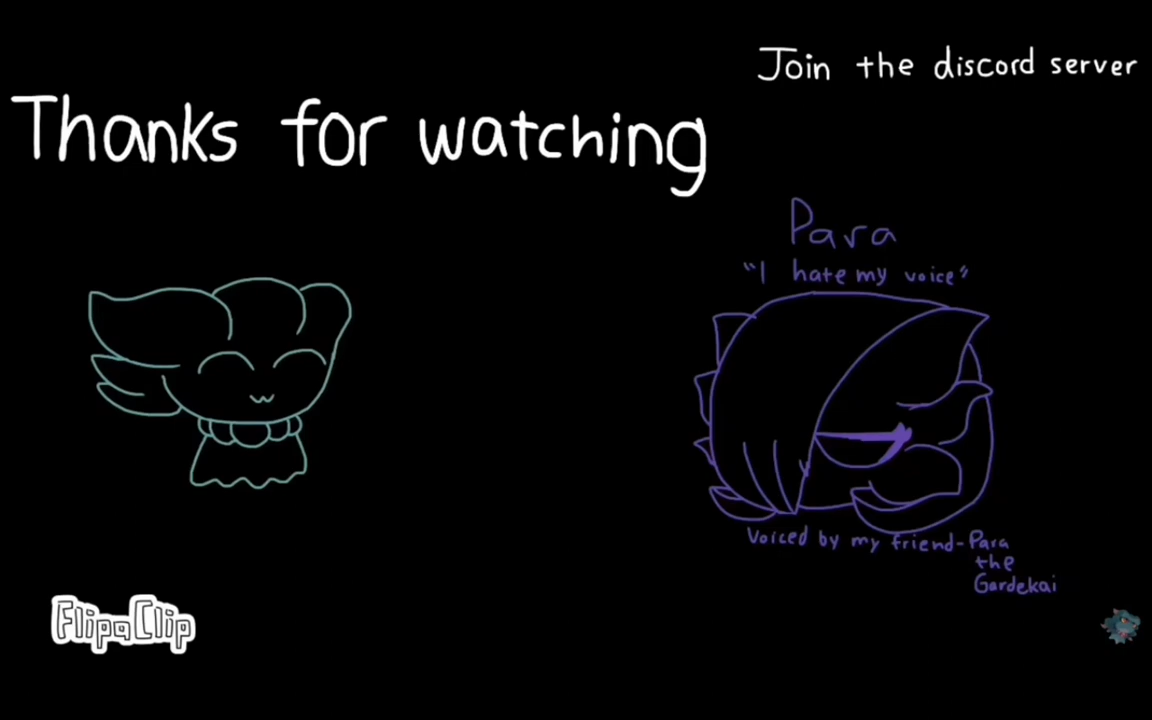 Join the discord server
Thanks for watching
Para
"I hate my voice"
Voiced by my friend-Para
the
Gardekai
FlipaClip